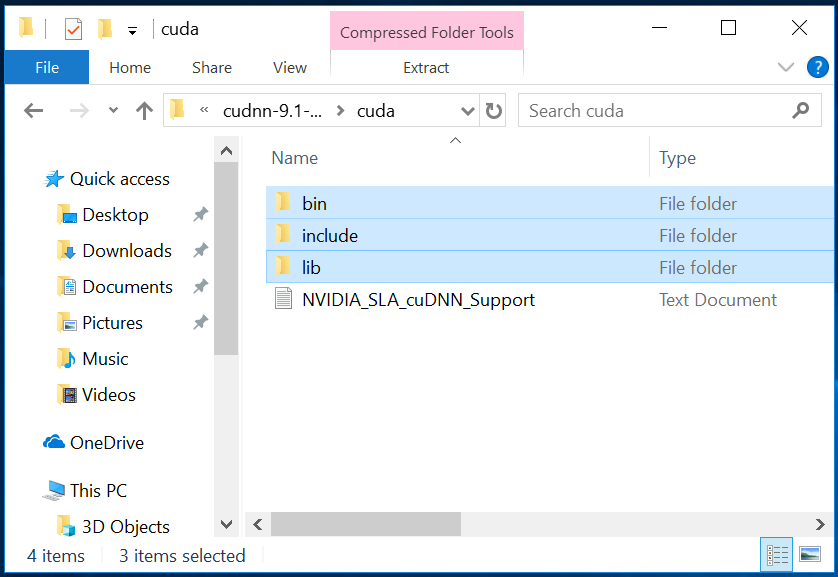 cuda
Compressed Folder Tools
File Home Share View Extract
?
« cudnn-9.1-... cuda
Search cuda
Name Type
Quick access
Desktop
Downloads
Documents
Pictures
Music
Videos
OneDrive
This PC
3D Objects
bin File folder
include File folder
lib File folder
NVIDIA_SLA_cuDNN_Support Text Document
4 items 3 items selected